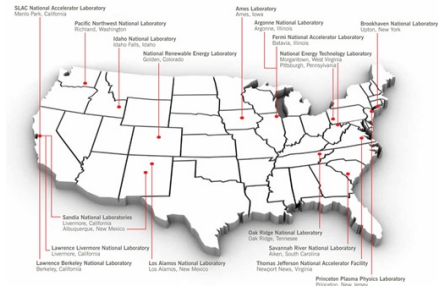 SLAC National Accelerator Laboratory
Menlo Park, California
Pacific Northwest National Laboratory
Richland, Washington
Idaho National Laboratory
Idaho Falls, Idaho
National Renewable Energy Laboratory
Golden, Colorado
Ames Laboratory
Ames, Iowa
Argonne National Laboratory
Argonne, Illinois
Fermi National Accelerator Laboratory
Batavia, Illinois
National Energy Technology Laboratory
Morgantown, West Virginia
Pittsburgh, Pennsylvania
Brookhaven National Laboratory
Upton, New York
Sandia National Laboratories
Livermore, California
Albuquerque, New Mexico
Lawrence Livermore National Laboratory
Livermore, California
Lawrence Berkeley National Laboratory
Berkeley, California
Los Alamos National Laboratory
Los Alamos, New Mexico
Oak Ridge National Laboratory
Oak Ridge, Tennessee
Savannah River National Laboratory
Aiken, South Carolina
Thomas Jefferson National Accelerator Facility
Newport News, Virginia
Princeton Plasma Physics Laboratory
Princeton, New Jersey